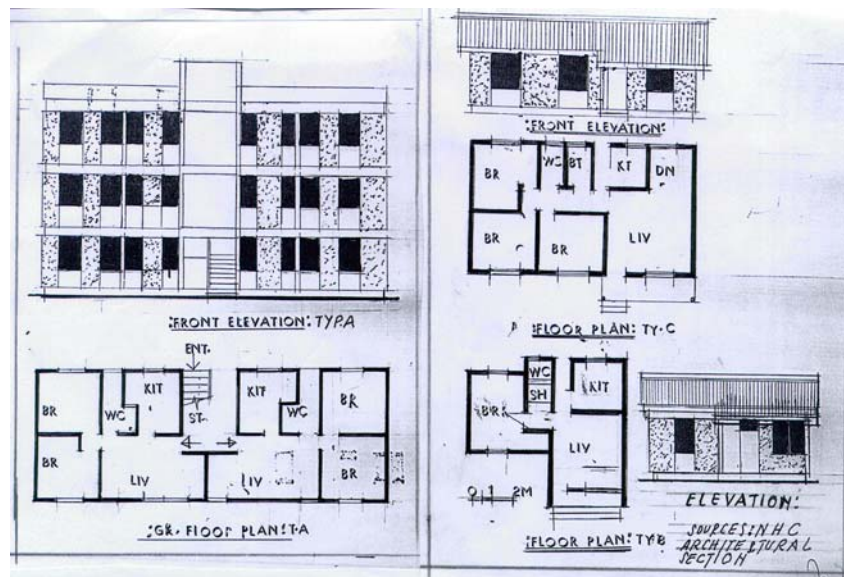 :FRONT ELEVATION: TYP.A
ENT.
BR
WC
KIT
ST.
KIT
WC
BR
BR
LIV
LIV
BR
:GR. FLOOR PLAN: T.A
:FRONT ELEVATION:
BR
WC
BT
KT
DN
BR
BR
LIV
:FLOOR PLAN: TY.C
WC
SH
KIT
BR
LIV
0 1 2M
:FLOOR PLAN: TY.B
ELEVATION:
SOURCES: NHC
ARCHITECTURAL
SECTION